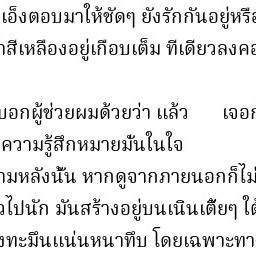 เอ็งตอบมาให้ชัดๆ ยังรักกันอยู่หรือ
าสีเหลืองอยู่เกือบเต็ม ทีเดียวลงคอ
บอกผู้ช่วยผมด้วยว่า แล้ว เจอก
ความรู้สึกหมายมั่นในใจ
ามหลังนั้น หากดูจากภายนอกก็ไม่
วไปนัก มันสร้างอยู่บนเนินเตี้ยๆ ใต้
งทะมึนแน่นหนาทึบ โดยเฉพาะทา